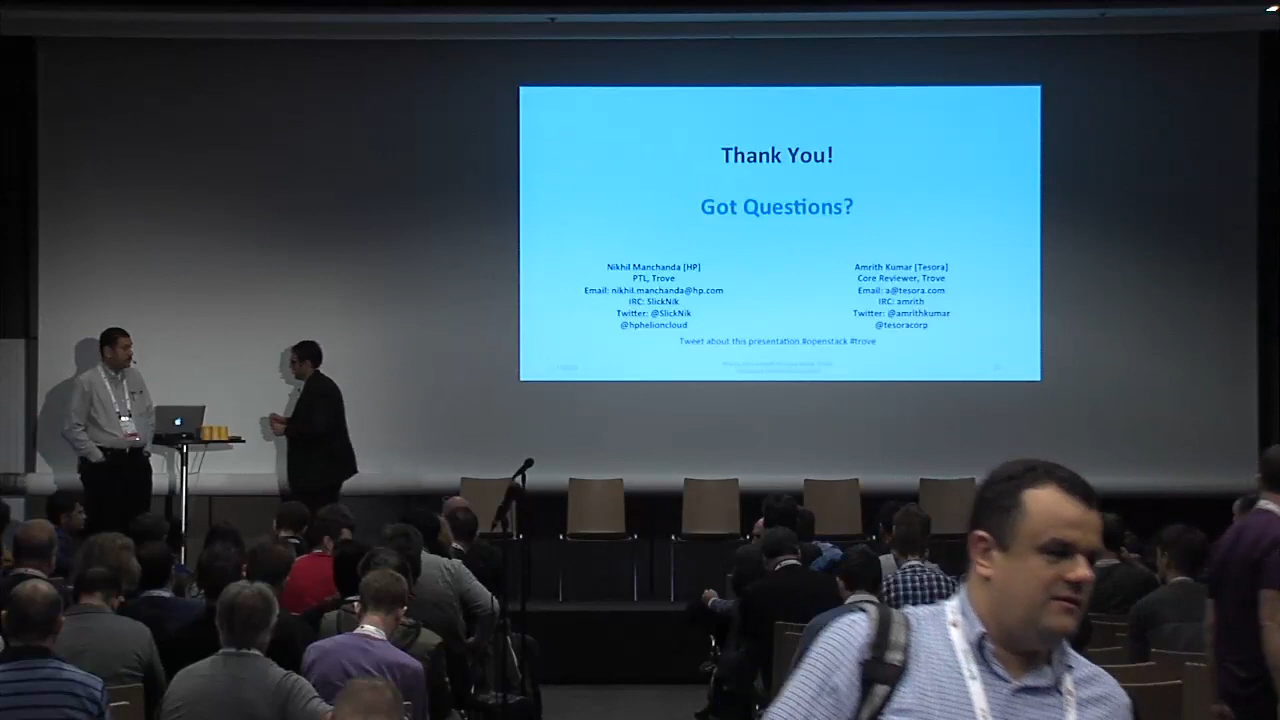 Thank You!
Got Questions?
Nikhil Manchanda [HP]
PTL, Trove
Email: nikhil.manchanda@hp.com
IRC: SlickNik
Twitter: @SlickNik
@hphelioncloud
Amrith Kumar [Tesora]
Core Reviewer, Trove
Email: a@tesora.com
IRC: amrith
Twitter: @amrithkumar
@tesoracorp
Tweet about this presentation #openstack #trove